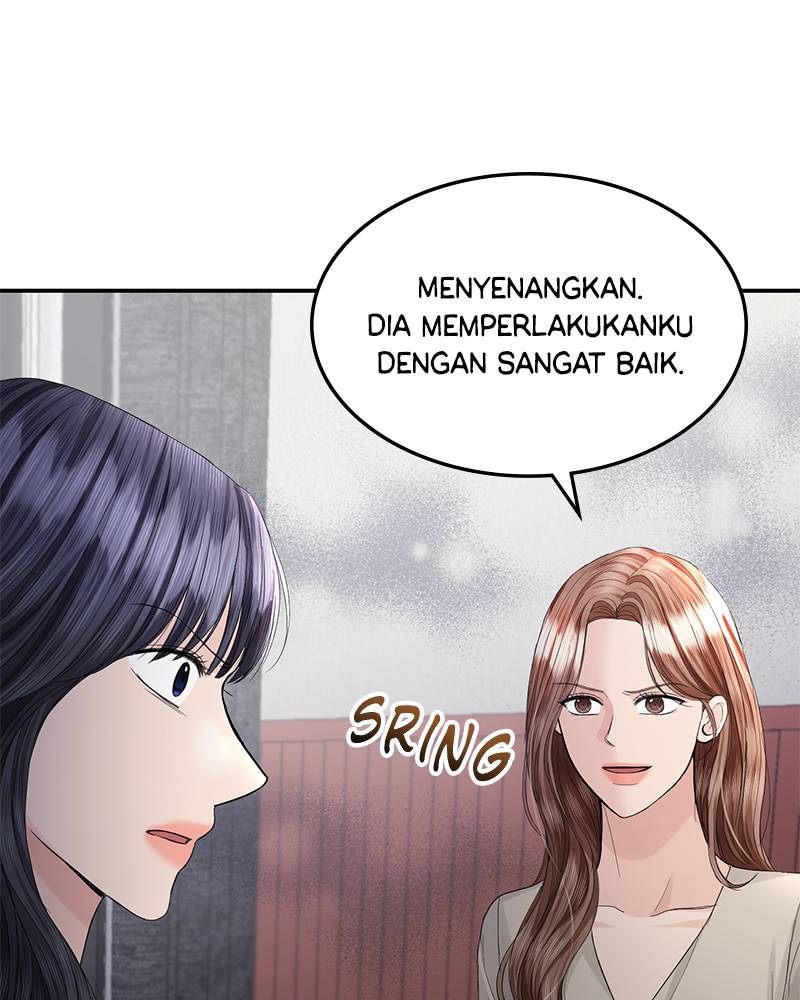 MENYENANGKAN.
DIA MEMPERLAKUKANKU
DENGAN SANGAT BAIK.
SRING